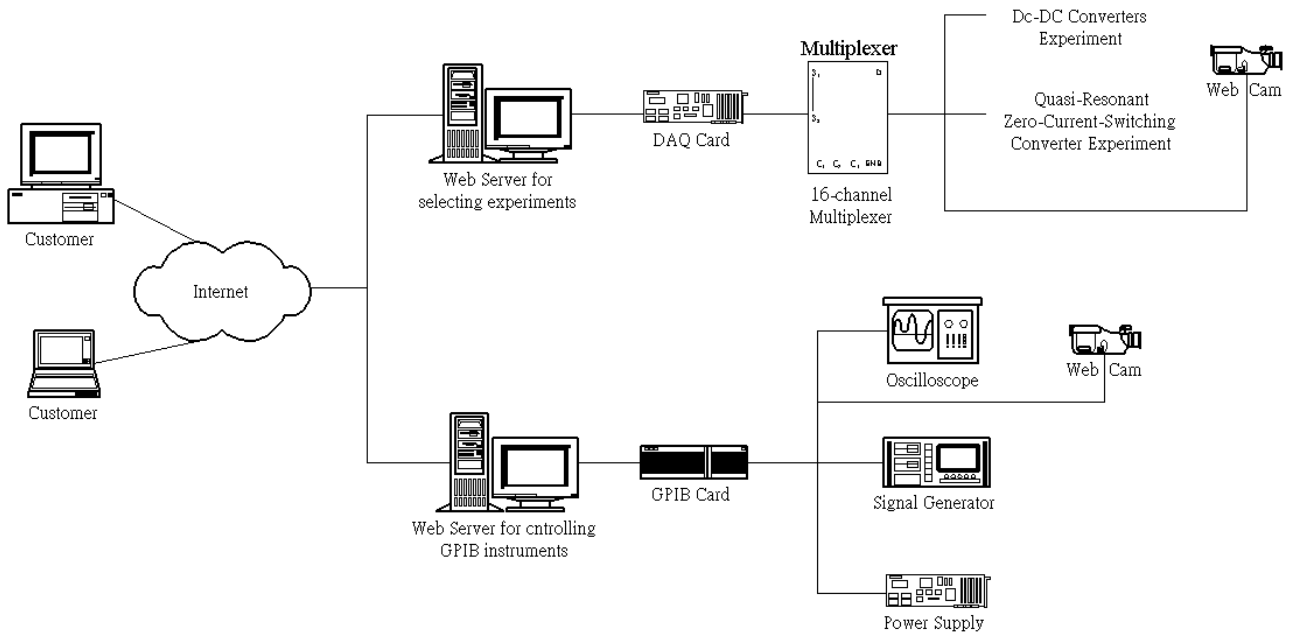 Dc-DC Converters
Experiment
Multiplexer
Web Cam
Quasi-Resonant
Zero-Current-Switching
Converter Experiment
DAQ Card
Web Server for
selecting experiments
16-channel
Multiplexer
Customer
Internet
Oscilloscope
Web Cam
Customer
GPIB Card
Signal Generator
Web Server for cntrolling
GPIB instruments
Power Supply